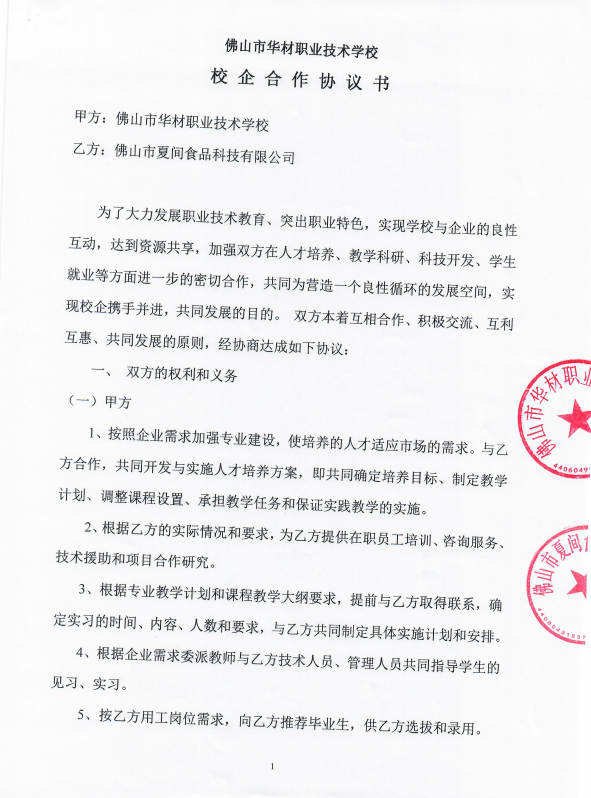 佛山市华材职业技术学校
校企合作协议书
甲方：佛山市华材职业技术学校
乙方：佛山市夏间食品科技有限公司
为了大力发展职业技术教育、突出职业特色，实现学校与企业的良性
互动，达到资源共享，加强双方在人才培养、教学科研、科技开发、学生
就业等方面进一步的密切合作，共同为营造一个良性循环的发展空间，实
现校企携手并进，共同发展的目的。 双方本着互相合作、积极交流、互利
互惠、共同发展的原则，经协商达成如下协议：
一、 双方的权利和义务
（一）甲方
1、按照企业需求加强专业建设，使培养的人才适应市场的需求。与乙
方合作，共同开发与实施人才培养方案，即共同确定培养目标、制定教学
计划、调整课程设置、承担教学任务和保证实践教学的实施。
2、根据乙方的实际情况和要求，为乙方提供在职员工培训、咨询服务、
技术援助和项目合作研究。
3、根据专业教学计划和课程教学大纲要求，提前与乙方取得联系，确
定实习的时间、内容、人数和要求，与乙方共同制定具体实施计划和安排。
4、根据企业需求委派教师与乙方技术人员、管理人员共同指导学生的
见习、实习。
5、按乙方用工岗位需求，向乙方推荐毕业生，供乙方选拔和录用。
佛山市华材职业
佛山市夏间
1